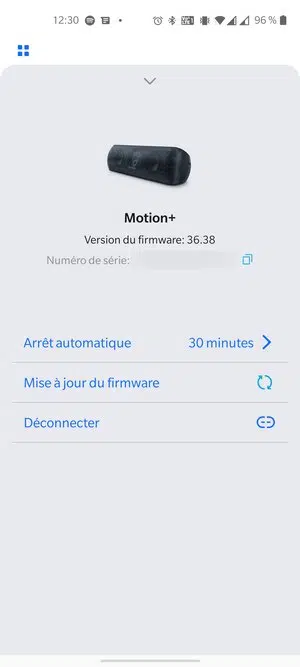 12:30
96 %
Motion+
Version du firmware: 36.38
Numéro de série:
Arrêt automatique 30 minutes
Mise à jour du firmware
Déconnecter